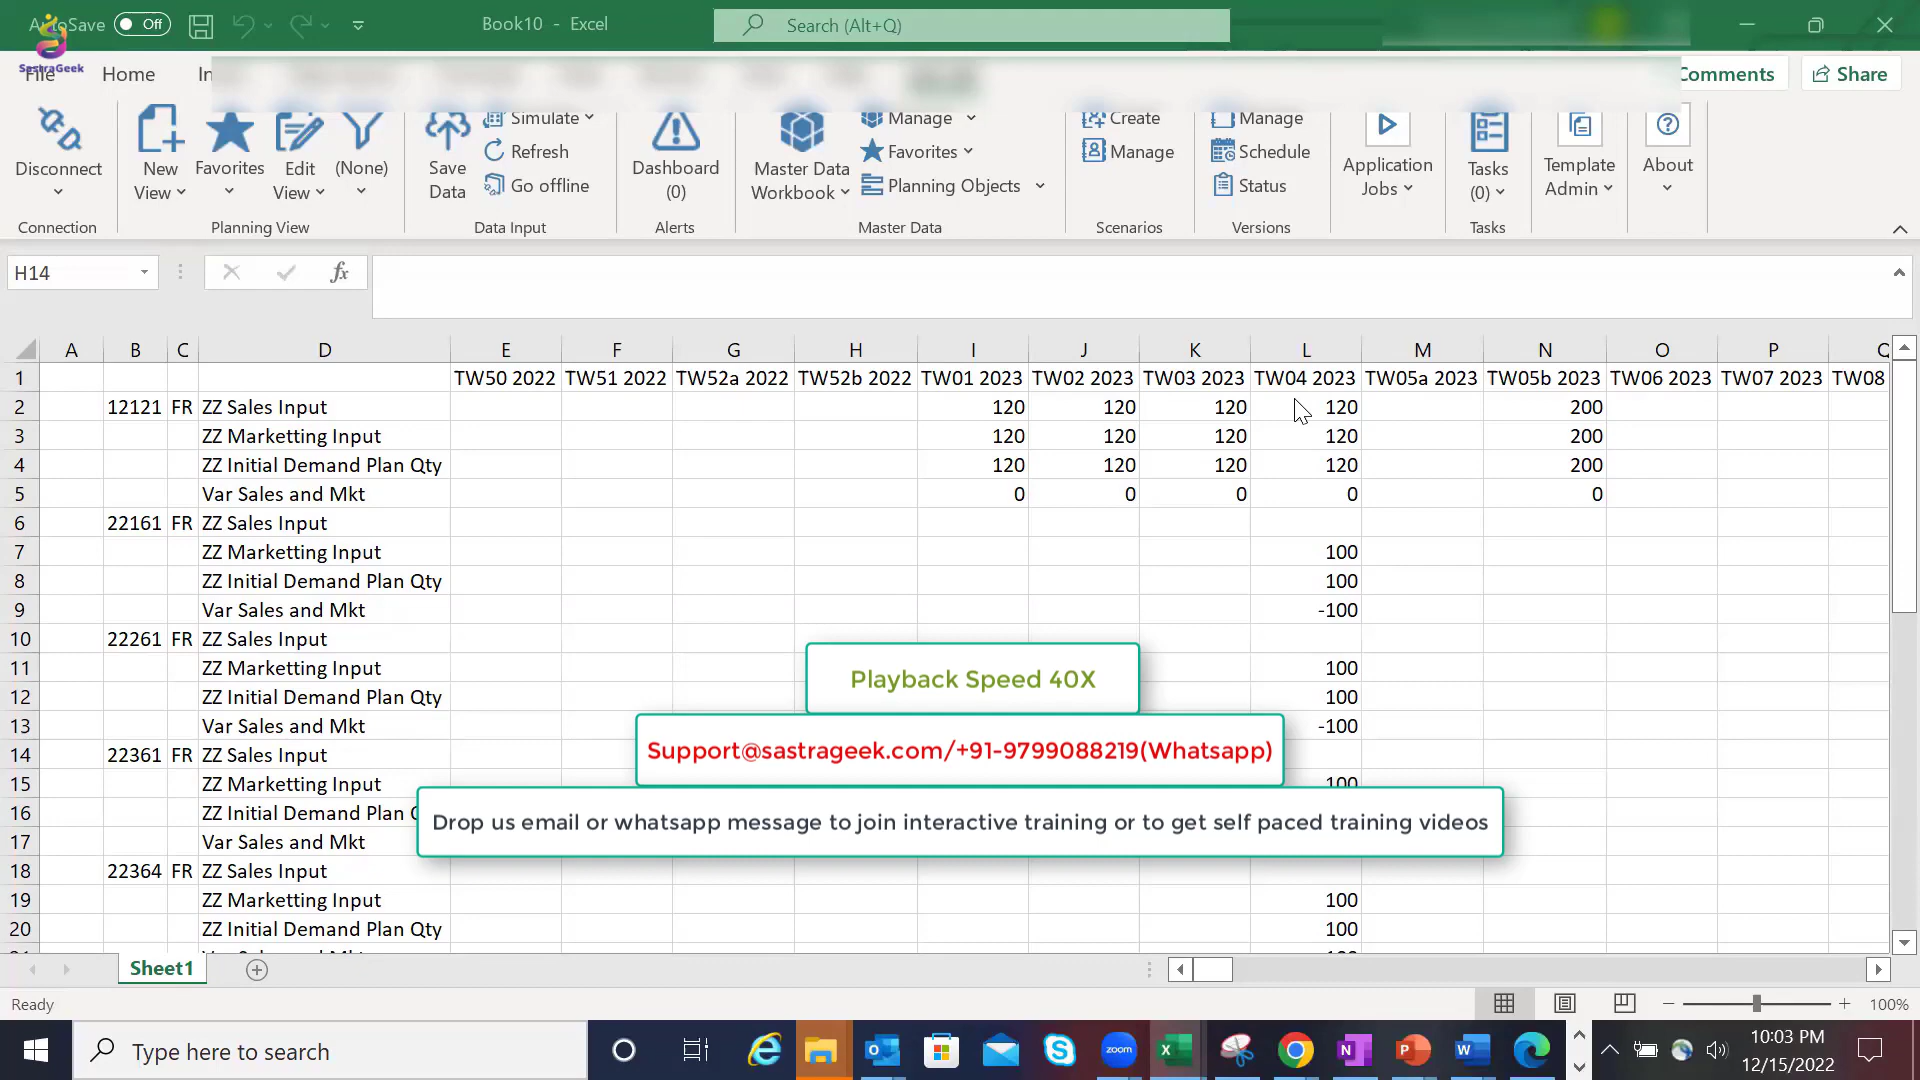 AutoSave Off Book10 - Excel Search (Alt+Q)
SastraGeek
File Home Comments Share
Disconnect New View Favorites Edit View (None) Save Data Simulate Refresh Go offline Dashboard (0) Master Data Workbook Manage Favorites Planning Objects Create Manage Manage Schedule Status Application Jobs Tasks (0) Template Admin About
Connection Planning View Data Input Alerts Master Data Scenarios Versions Tasks
H14 fx
A B C D E F G H I J K L M N O P Q
1 TW50 2022 TW51 2022 TW52a 2022 TW52b 2022 TW01 2023 TW02 2023 TW03 2023 TW04 2023 TW05a 2023 TW05b 2023 TW06 2023 TW07 2023 TW08
2 12121 FR ZZ Sales Input 120 120 120 120 200
3 ZZ Marketting Input 120 120 120 120 200
4 ZZ Initial Demand Plan Qty 120 120 120 120 200
5 Var Sales and Mkt 0 0 0 0 0
6 22161 FR ZZ Sales Input
7 ZZ Marketting Input 100
8 ZZ Initial Demand Plan Qty 100
9 Var Sales and Mkt -100
10 22261 FR ZZ Sales Input
11 ZZ Marketting Input 100
12 ZZ Initial Demand Plan Qty 100
13 Var Sales and Mkt -100
14 22361 FR ZZ Sales Input
15 ZZ Marketting Input 100
16 ZZ Initial Demand Plan
17 Var Sales and Mkt
18 22364 FR ZZ Sales Input
19 ZZ Marketting Input 100
20 ZZ Initial Demand Plan Qty 100
Playback Speed 40X
Support@sastrageek.com/+91-9799088219(Whatsapp)
Drop us email or whatsapp message to join interactive training or to get self paced training videos
Sheet1
Ready 100%
Type here to search zoom 10:03 PM
12/15/2022